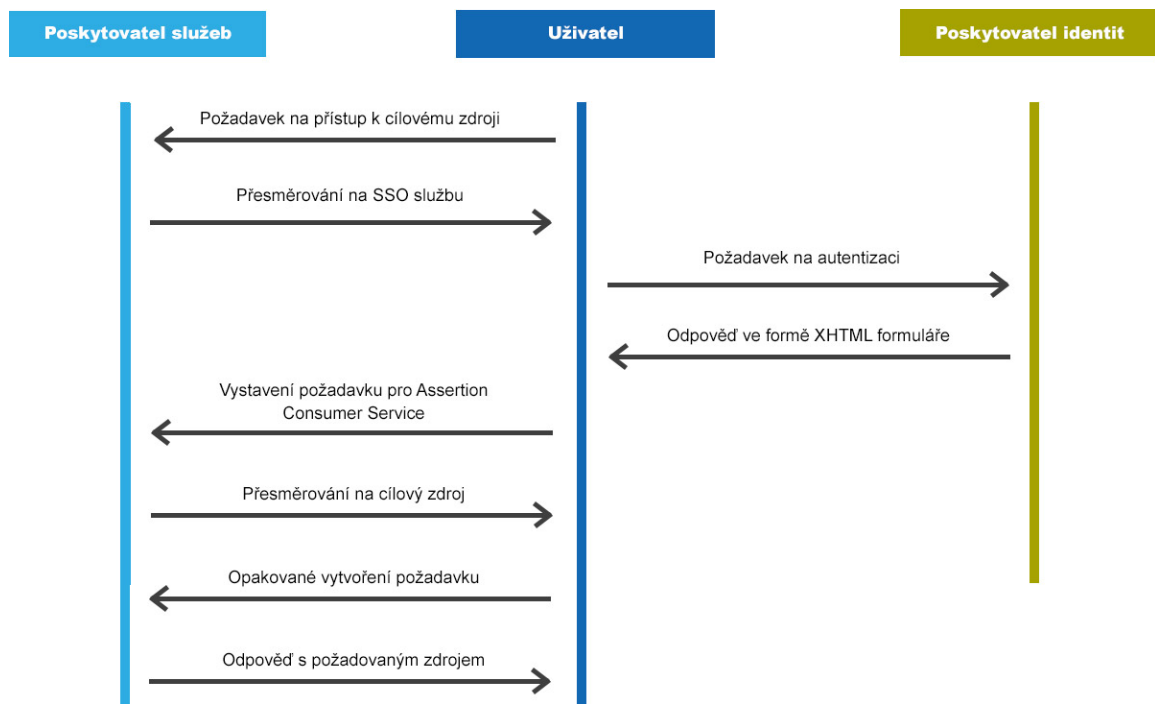 Poskytovatel služeb
Uživatel
Poskytovatel identit
Požadavek na přístup k cílovému zdroji
Přesměrování na SSO službu
Požadavek na autentizaci
Odpověď ve formě XHTML formuláře
Vystavení požadavku pro Assertion
Consumer Service
Přesměrování na cílový zdroj
Opakované vytvoření požadavku
Odpověď s požadovaným zdrojem